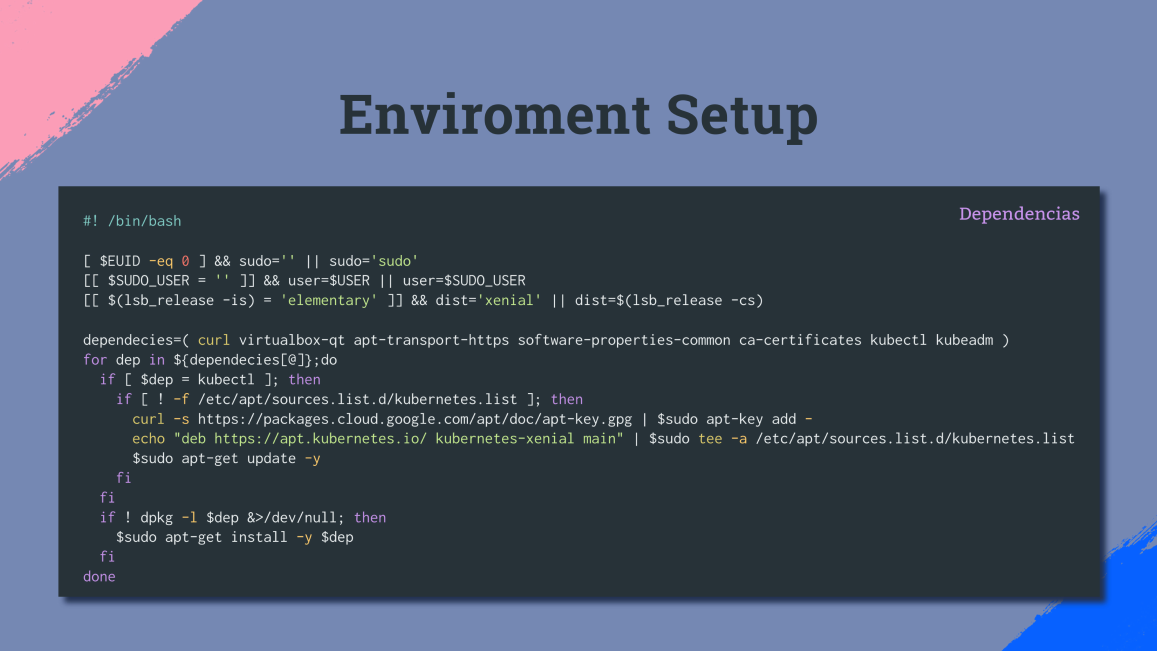 Enviroment Setup
Dependencias
#! /bin/bash
[ $EUID -eq 0 ] && sudo='' || sudo='sudo'
[[ $SUDO_USER = '' ]] && user=$USER || user=$SUDO_USER
[[ $(lsb_release -is) = 'elementary' ]] && dist='xenial' || dist=$(lsb_release -cs)
dependecies=( curl virtualbox-qt apt-transport-https software-properties-common ca-certificates kubectl kubeadm )
for dep in ${dependecies[@]};do
  if [ $dep = kubectl ]; then
    if [ ! -f /etc/apt/sources.list.d/kubernetes.list ]; then
      curl -s https://packages.cloud.google.com/apt/doc/apt-key.gpg | $sudo apt-key add -
      echo "deb https://apt.kubernetes.io/ kubernetes-xenial main" | $sudo tee -a /etc/apt/sources.list.d/kubernetes.list
      $sudo apt-get update -y
    fi
  fi
  if ! dpkg -l $dep &>/dev/null; then
    $sudo apt-get install -y $dep
  fi
done